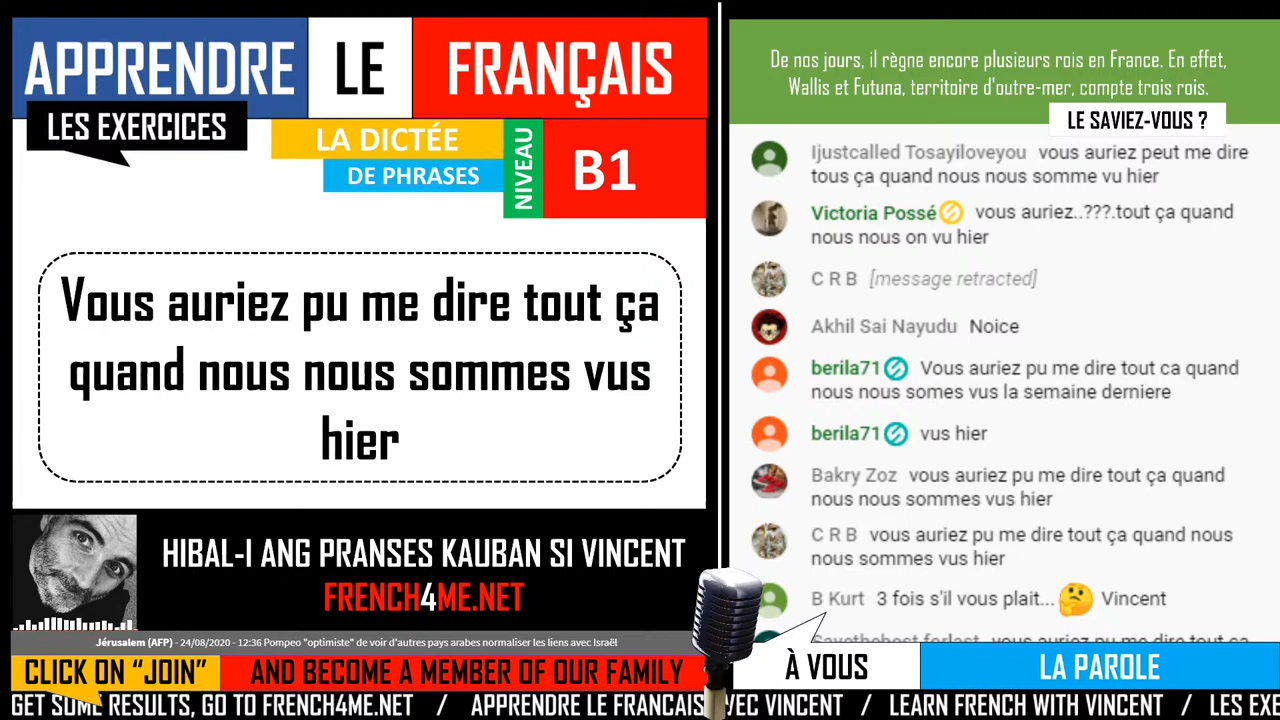 APPRENDRE LE FRANÇAIS
LES EXERCICES
LA DICTÉE
DE PHRASES
NIVEAU
B1
Vous auriez pu me dire tout ça
quand nous nous sommes vus
hier
HIBAL-I ANG PRANSES KAUBAN SI VINCENT
FRENCH4ME.NET
Jérusalem (AFP) - 24/08/2020 - 12:36 Pompeo "optimiste" de voir d'autres pays arabes normaliser les liens avec Israël
CLICK ON “JOIN” AND BECOME A MEMBER OF OUR FAMILY
De nos jours, il règne encore plusieurs rois en France. En effet,
Wallis et Futuna, territoire d'outre-mer, compte trois rois.
LE SAVIEZ-VOUS ?
Ijustcalled Tosayiloveyou vous auriez peut me dire
tous ça quand nous nous somme vu hier
Victoria Possé vous auriez..???.tout ça quand
nous nous on vu hier
C R B [message retracted]
Akhil Sai Nayudu Noice
berila71 Vous auriez pu me dire tout ca quand
nous nous somes vus la semaine derniere
berila71 vus hier
Bakry Zoz vous auriez pu me dire tout ça quand
nous nous sommes vus hier
C R B vous auriez pu me dire tout ça quand nous
nous sommes vus hier
B Kurt 3 fois s'il vous plait... Vincent
vous auriez pu me dire tout ça
À VOUS LA PAROLE
GET SOME RESULTS, GO TO FRENCH4ME.NET / APPRENDRE LE FRANCAIS AVEC VINCENT / LEARN FRENCH WITH VINCENT / LES EXE